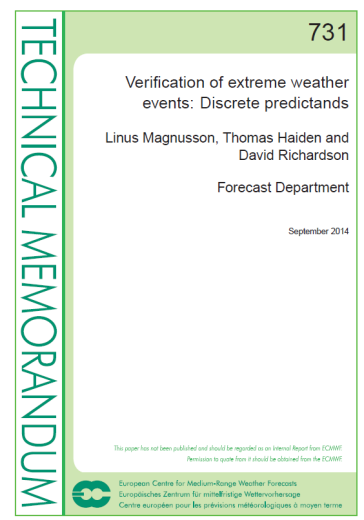 TECHNICAL MEMORANDUM
731
Verification of extreme weather
events: Discrete predictands
Linus Magnusson, Thomas Haiden and
David Richardson
Forecast Department
September 2014
This paper has not been published and should be regarded as an Internal Report from ECMWF.
Permission to quote from it should be obtained from the ECMWF.
European Centre for Medium-Range Weather Forecasts
Europäisches Zentrum für mittelfristige Wettervorhersage
Centre européen pour les prévisions météorologiques à moyen terme